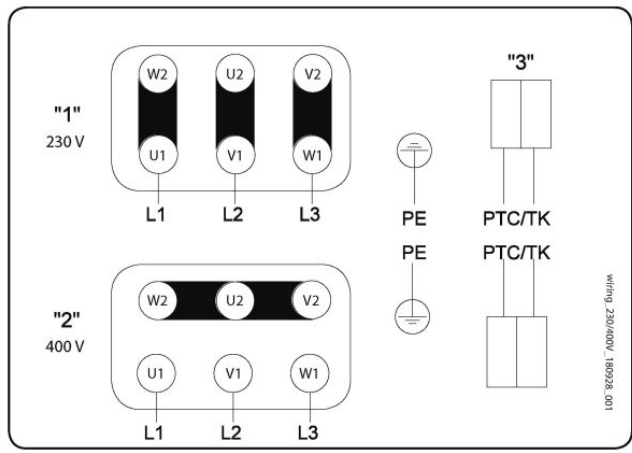 W2 U2 V2
"1"
230 V
U1 V1 W1
L1 L2 L3
"3"
PE PTC/TK
PE PTC/TK
W2 U2 V2
"2"
400 V
U1 V1 W1
L1 L2 L3
wiring_230/400V_180928_001